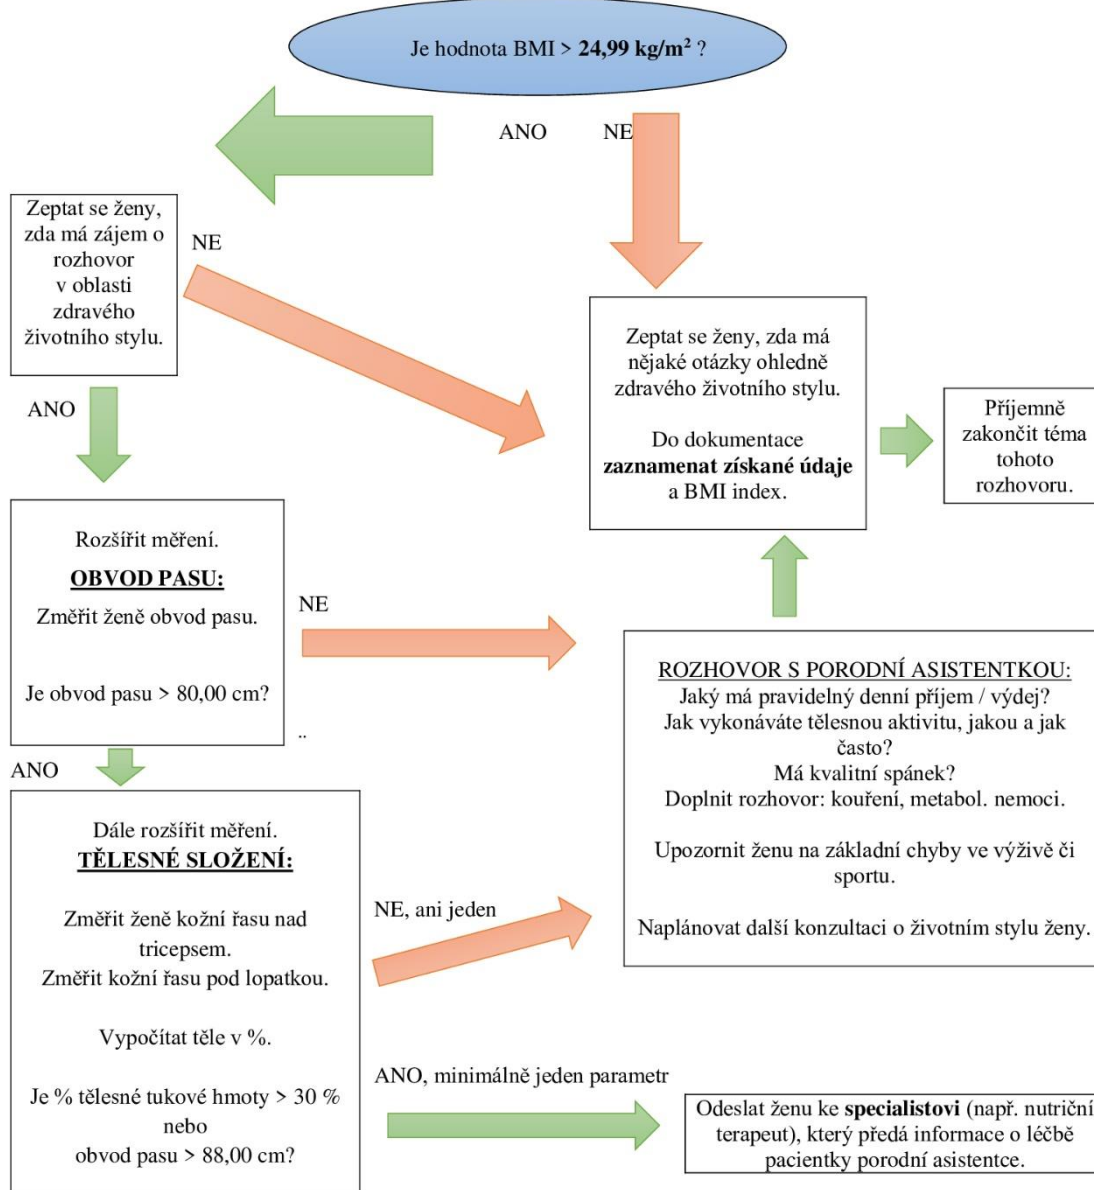 Je hodnota BMI > 24,99 kg/m² ?
ANO
NE
Zeptat se ženy,
zda má zájem o
rozhovor
v oblasti
zdravého
životního stylu.
NE
Zeptat se ženy, zda má
nějaké otázky ohledně
zdravého životního stylu.
Do dokumentace
zaznamenat získané údaje
a BMI index.
Příjemně
zakončit téma
tohoto
rozhovoru.
ANO
Rozšířit měření.
OBVOD PASU:
Změřit ženě obvod pasu.
Je obvod pasu > 80,00 cm?
NE
..
ROZHOVOR S PORODNÍ ASISTENTKOU:
Jaký má pravidelný denní příjem / výdej?
Jak vykonáváte tělesnou aktivitu, jakou a jak
často?
Má kvalitní spánek?
Doplnit rozhovor: kouření, metabol. nemoci.
Upozornit ženu na základní chyby ve výživě či
sportu.
Naplánovat další konzultaci o životním stylu ženy.
ANO
Dále rozšířit měření.
TĚLESNÉ SLOŽENÍ:
Změřit ženě kožní řasu nad
tricepsem.
Změřit kožní řasu pod lopatkou.
Vypočítat těle v %.
Je % tělesné tukové hmoty > 30 %
nebo
obvod pasu > 88,00 cm?
NE, ani jeden
ANO, minimálně jeden parametr
Odeslat ženu ke specialistovi (např. nutriční
terapeut), který předá informace o léčbě
pacientky porodní asistentce.